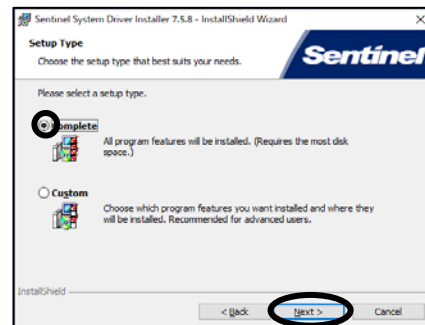 Sentinel System Driver Installer 7.5.8 - InstallShield Wizard
Setup Type
Choose the setup type that best suits your needs.
Sentinel
Please select a setup type.
Complete
All program features will be installed. (Requires the most disk
space.)
Custom
Choose which program features you want installed and where they
will be installed. Recommended for advanced users.
InstallShield
< Back
Next >
Cancel